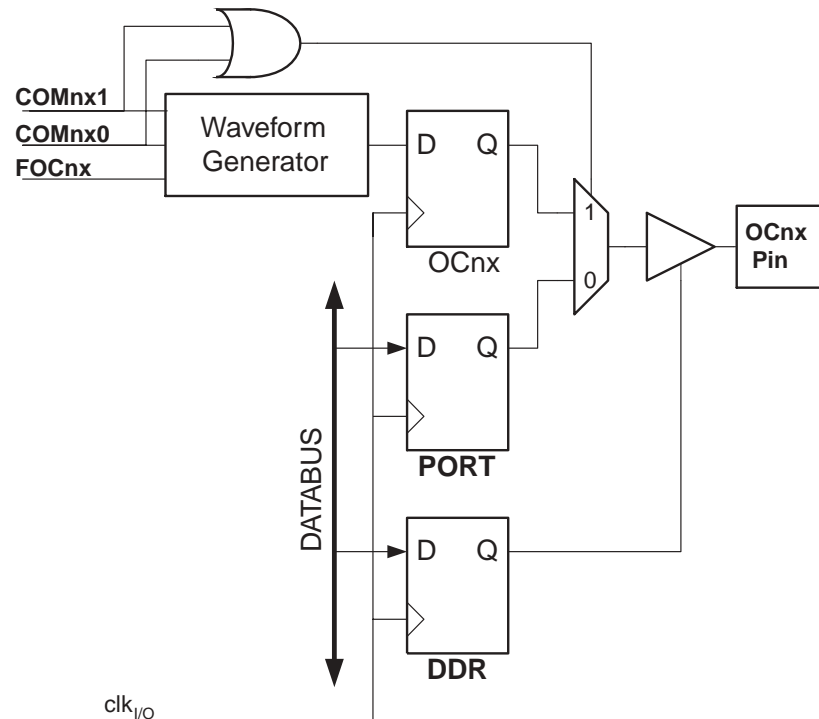 COMnx1
COMnx0
FOCnx
Waveform
Generator
D Q
OCnx
1
0
OCnx
Pin
D Q
PORT
D Q
DDR
DATABUS
clkI/O